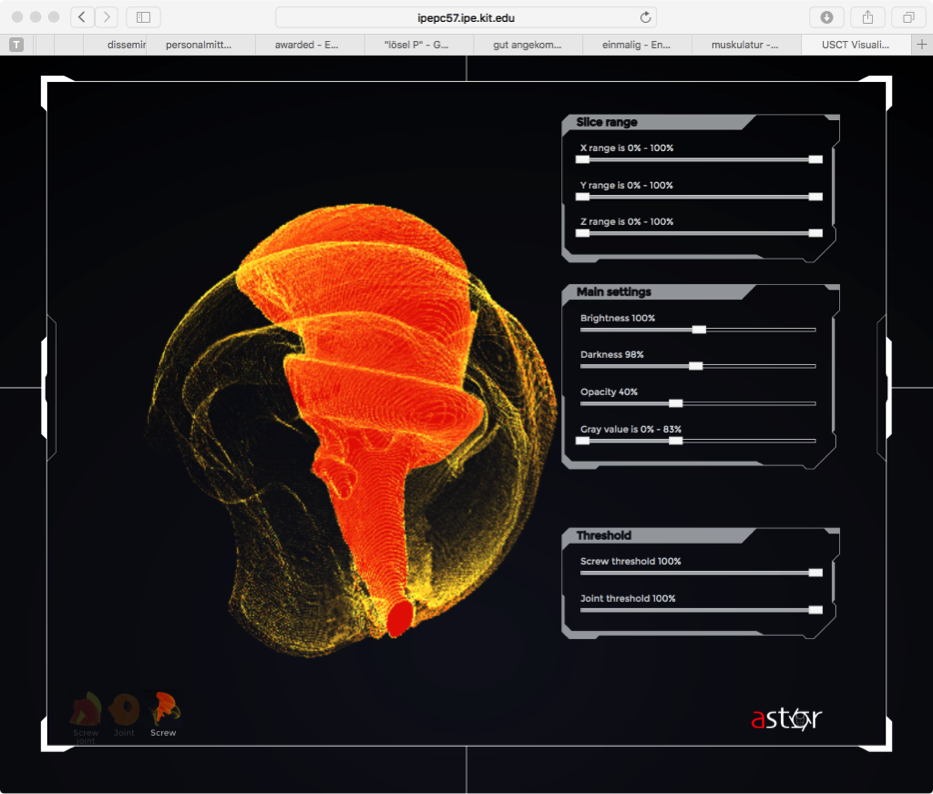 ipepc57.ipe.kit.edu
T
dissemir
personalmitt...
awarded - E...
"lösel P" - G...
gut angekom...
einmalig - En...
muskulatur -...
USCT Visuali...
Slice range
X range is 0% - 100%
Y range is 0% - 100%
Z range is 0% - 100%
Main settings
Brightness 100%
Darkness 98%
Opacity 40%
Gray value is 0% - 83%
Threshold
Screw threshold 100%
Joint threshold 100%
Screw
joint
Joint
Screw
astor